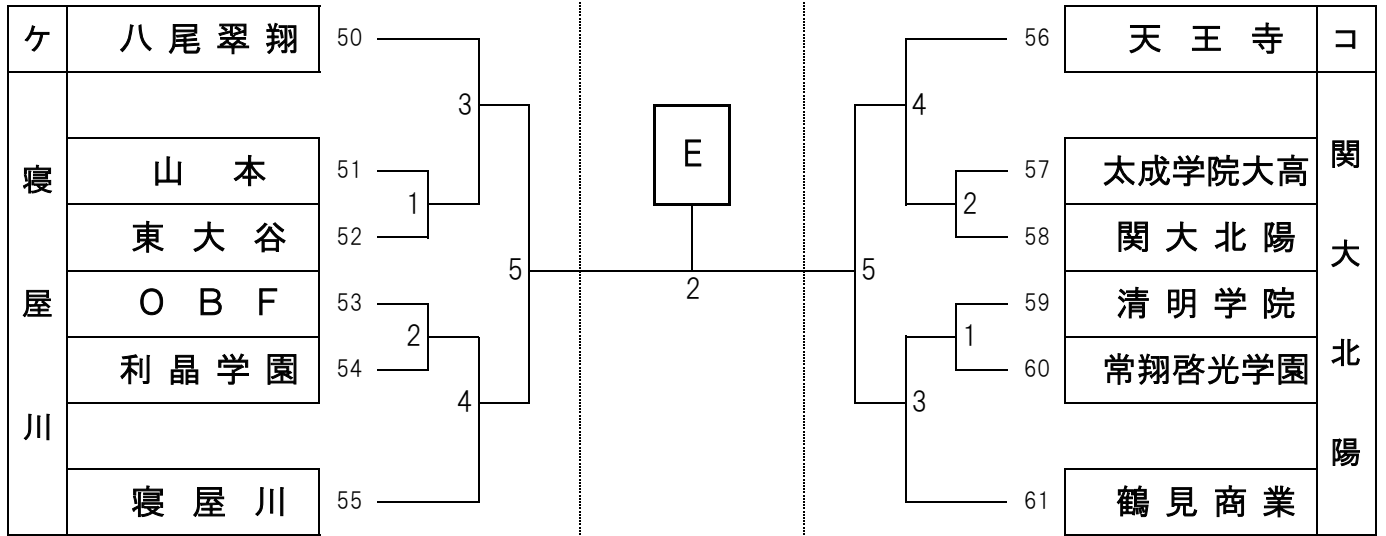 ケ 八尾翠翔 50
寝屋川
山本 51
東大谷 52
OBF 53
利晶学園 54
寝屋川 55
3
1
2
4
5
E
2
56 天王寺 コ
関大北陽
57 太成学院大高
58 関大北陽
59 清明学院
60 常翔啓光学園
61 鶴見商業
4
2
5
1
3